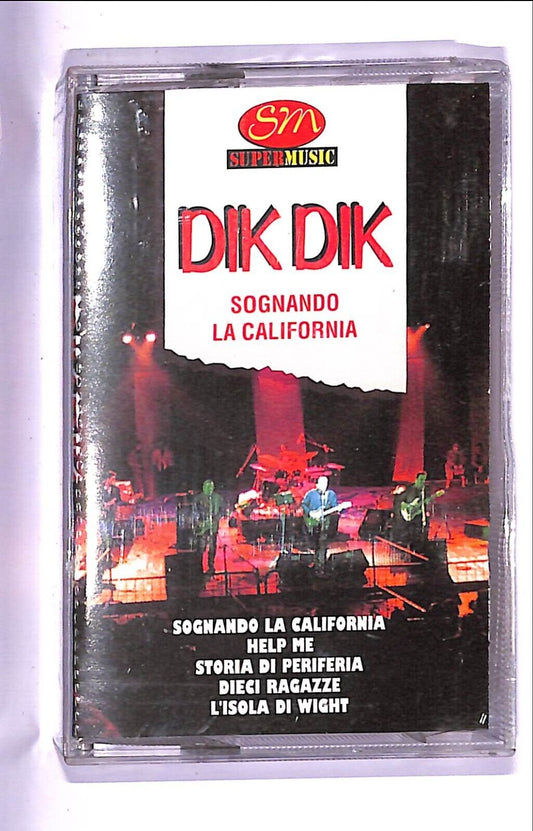 SM
SUPERMUSIC
DIK DIK
SOGNANDO
LA CALIFORNIA
SOGNANDO LA CALIFORNIA
HELP ME
STORIA DI PERIFERIA
DIECI RAGAZZE
L'ISOLA DI WIGHT